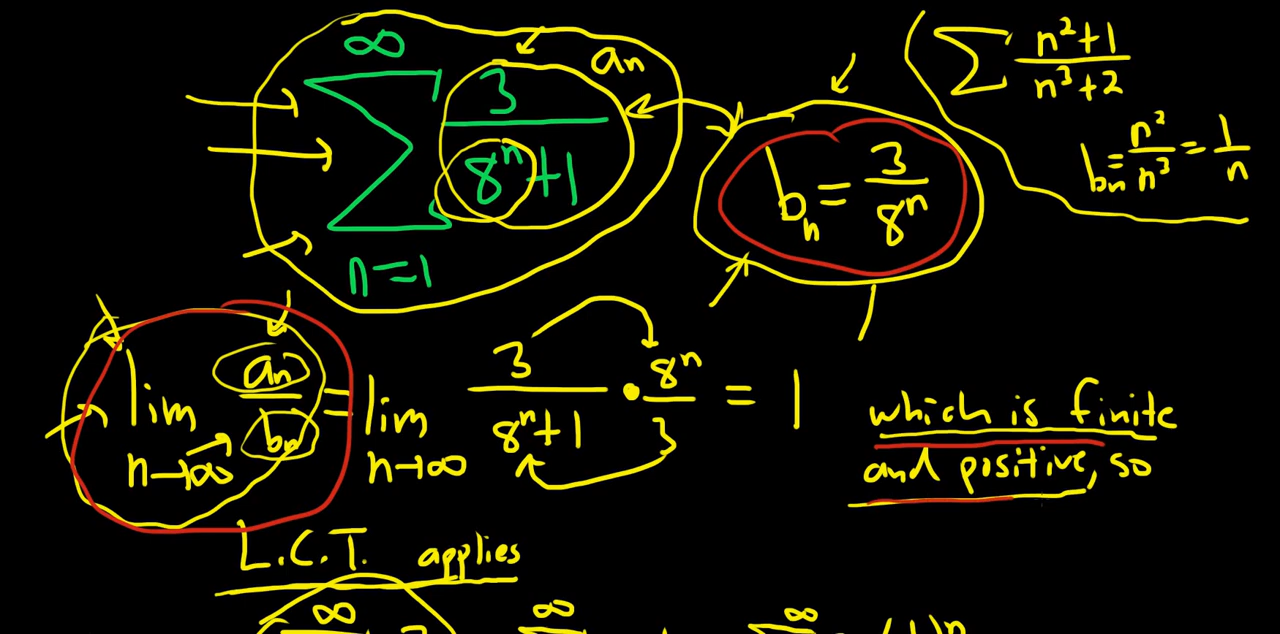 ∞
∑ 3/(8ⁿ+1) aₙ
n=1
bₙ = 3/8ⁿ
∑ (n²+1)/(n³+2)
bₙ = n²/n³ = 1/n
lim n→∞ aₙ/bₙ = lim n→∞ 3/(8ⁿ+1) • 8ⁿ/3 = 1
which is finite
and positive, so
L.C.T. applies
∞ ∞ ∞